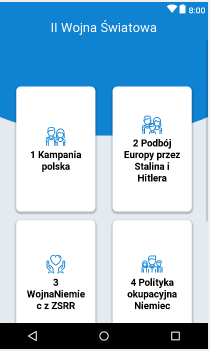 8:00
II Wojna Światowa
1 Kampania
polska
2 Podbój
Europy przez
Stalina i
Hitlera
3
WojnaNiemie
c z ZSRR
4 Polityka
okupacyjna
Niemiec